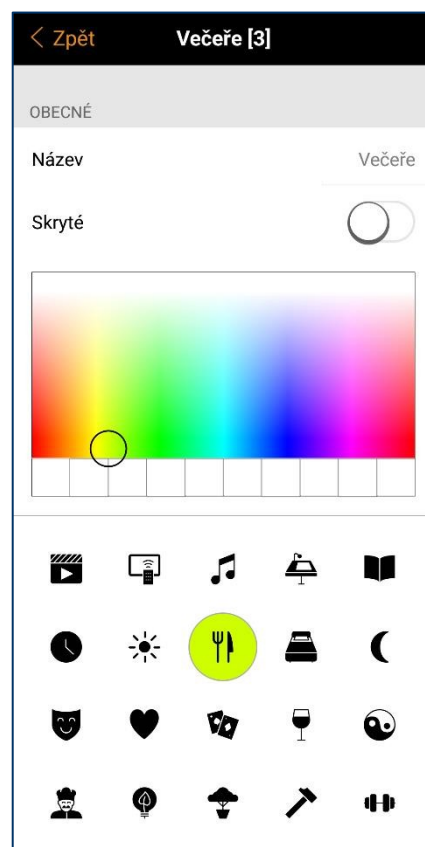 Zpět
Večeře [3]
OBECNÉ
Název
Večeře
Skryté